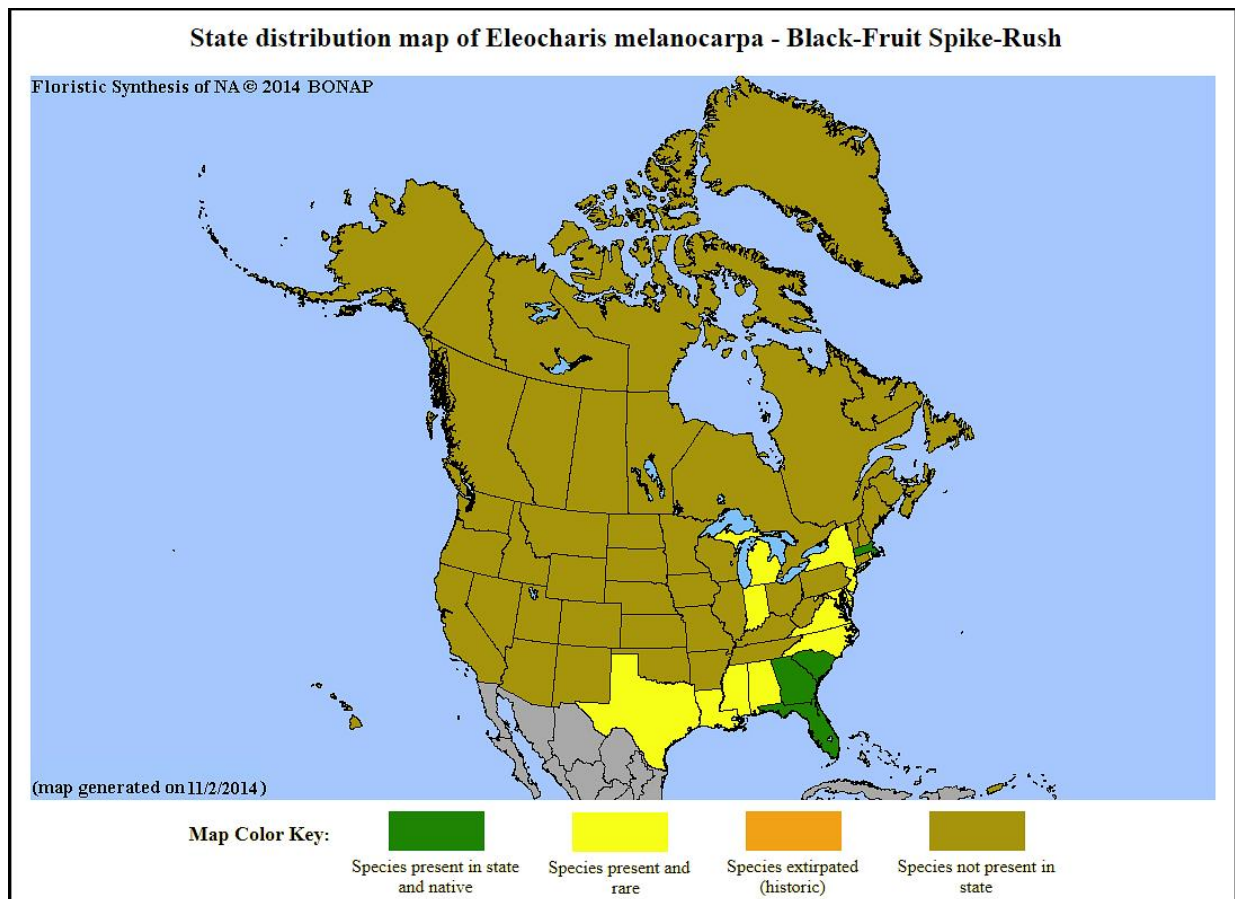 State distribution map of Eleocharis melanocarpa - Black-Fruit Spike-Rush
Floristic Synthesis of NA © 2014 BONAP
(map generated on 11/2/2014)
Map Color Key:
Species present in state
and native
Species present and
rare
Species extirpated
(historic)
Species not present in
state